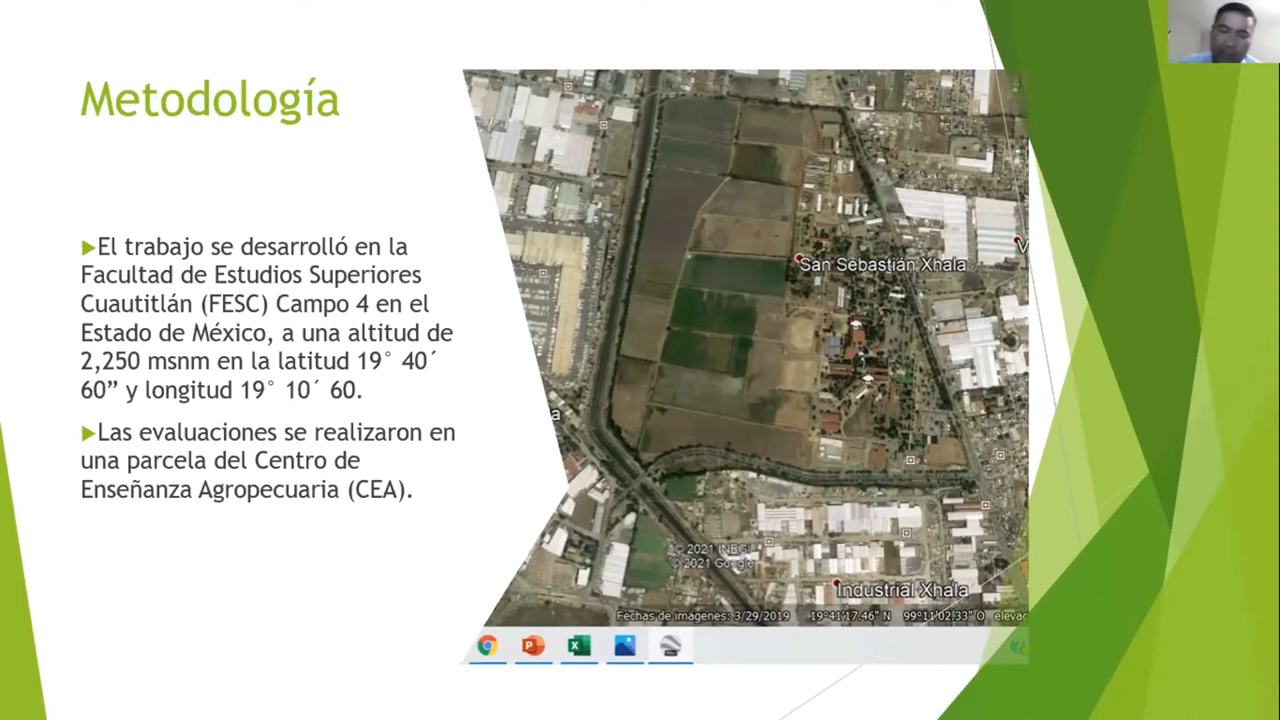 Metodología
El trabajo se desarrolló en la
Facultad de Estudios Superiores
Cuautitlán (FESC) Campo 4 en el
Estado de México, a una altitud de
2,250 msnm en la latitud 19° 40´
60” y longitud 19° 10´ 60.
Las evaluaciones se realizaron en
una parcela del Centro de
Enseñanza Agropecuaria (CEA).
San Sebastián Xhala
V
a
© 2021 INEGI
© 2021 Google
Industrial Xhala
Fechas de imágenes: 3/29/2019 19°41'17.46" N 99°11'02.33" O elevac